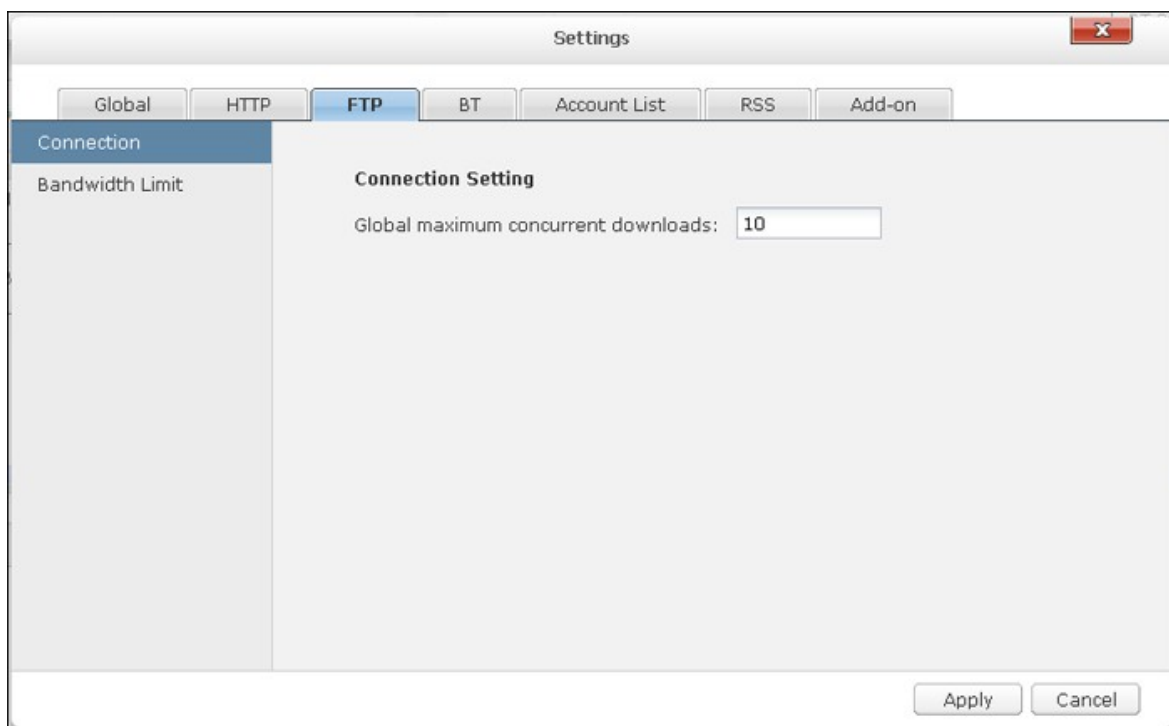 Settings
Global HTTP FTP BT Account List RSS Add-on
Connection
Bandwidth Limit
Connection Setting
Global maximum concurrent downloads: 10
Apply Cancel